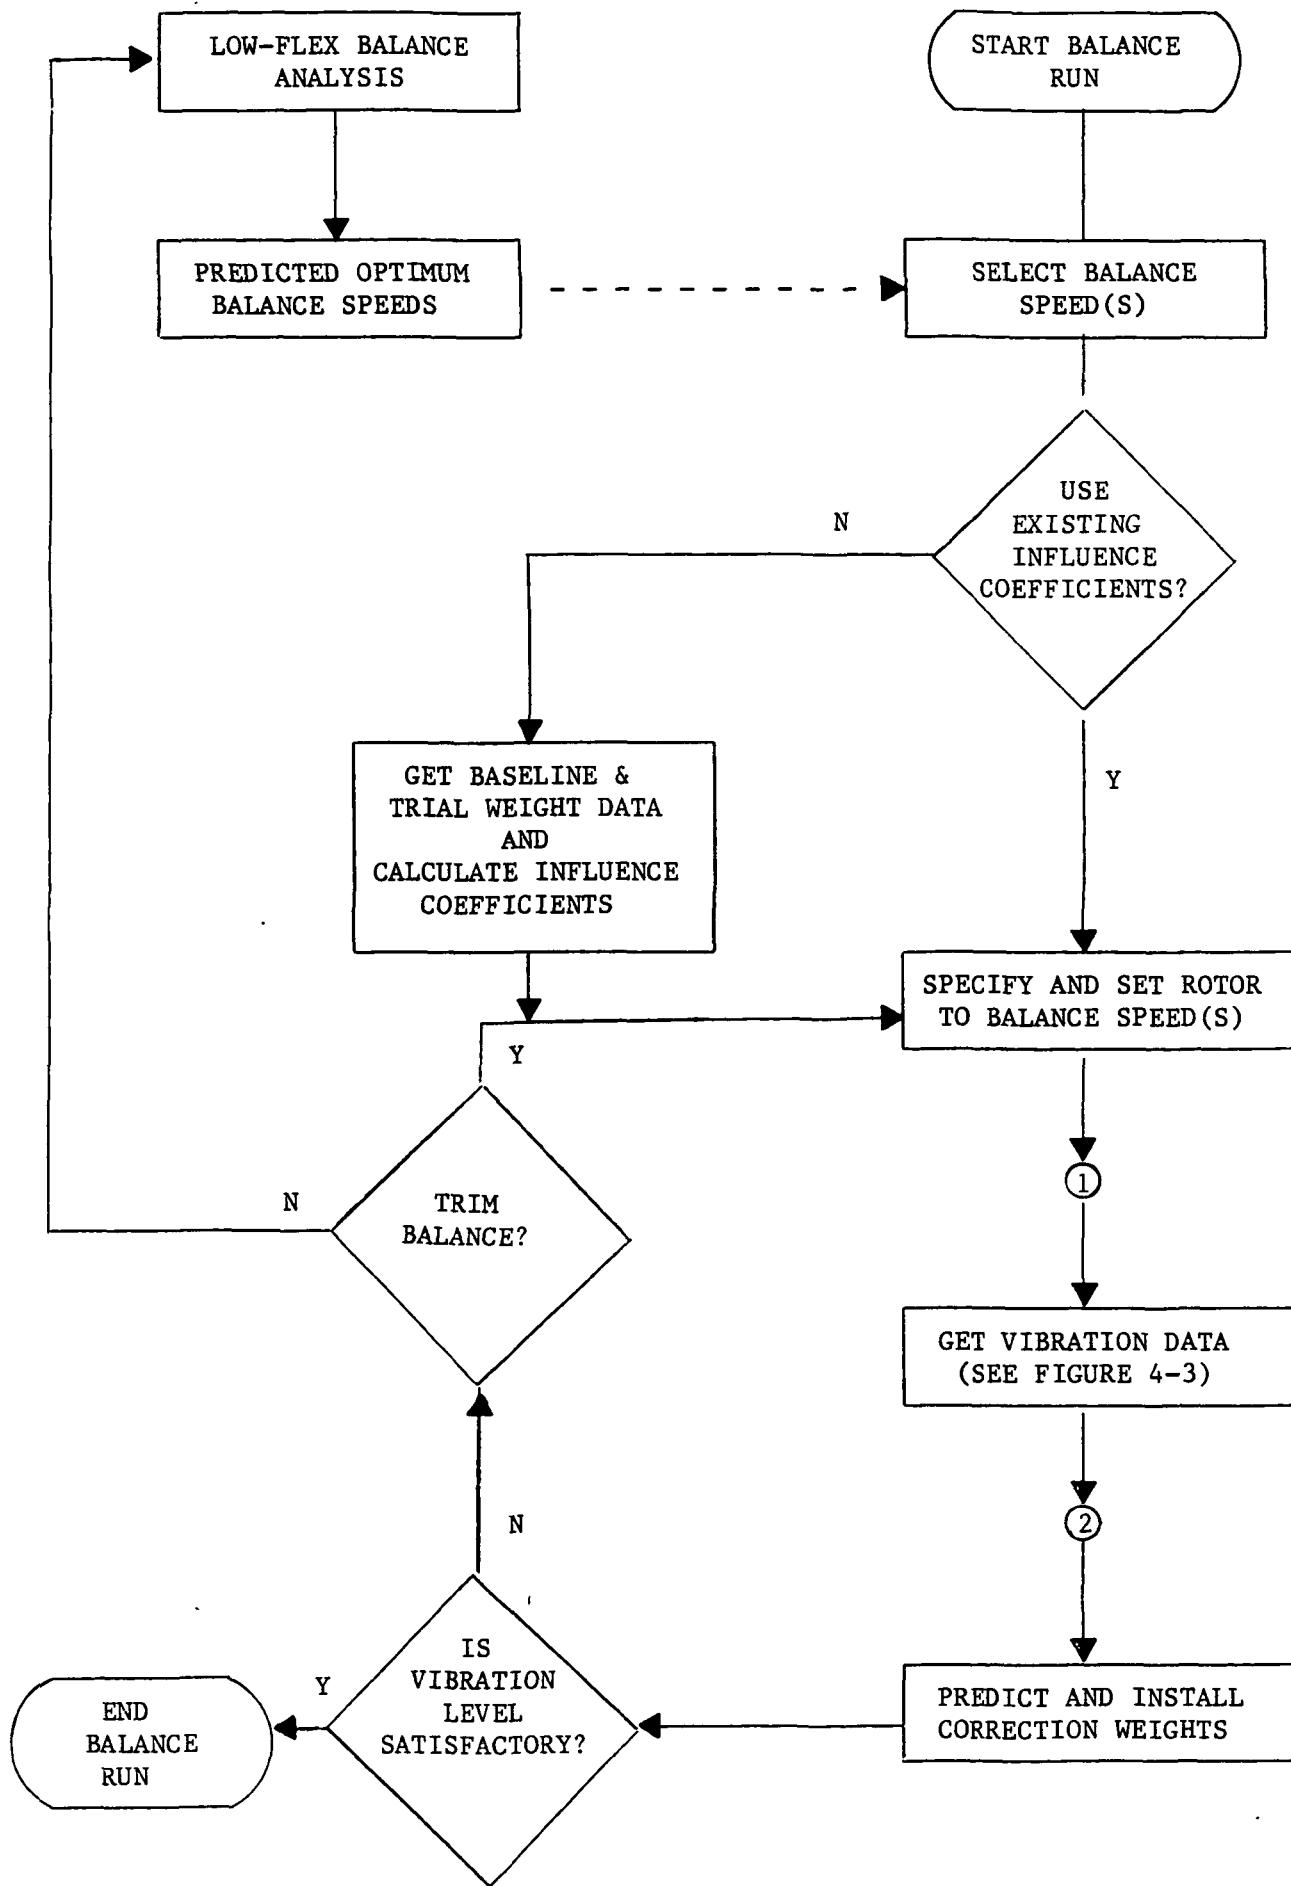 LOW-FLEX BALANCE
ANALYSIS
START BALANCE
RUN
PREDICTED OPTIMUM
BALANCE SPEEDS
SELECT BALANCE
SPEED(S)
USE
EXISTING
INFLUENCE
COEFFICIENTS?
N
Y
GET BASELINE &
TRIAL WEIGHT DATA
AND
CALCULATE INFLUENCE
COEFFICIENTS
SPECIFY AND SET ROTOR
TO BALANCE SPEED(S)
Y
TRIM
BALANCE?
N
1
GET VIBRATION DATA
(SEE FIGURE 4-3)
2
N
IS
VIBRATION
LEVEL
SATISFACTORY?
Y
PREDICT AND INSTALL
CORRECTION WEIGHTS
END
BALANCE
RUN